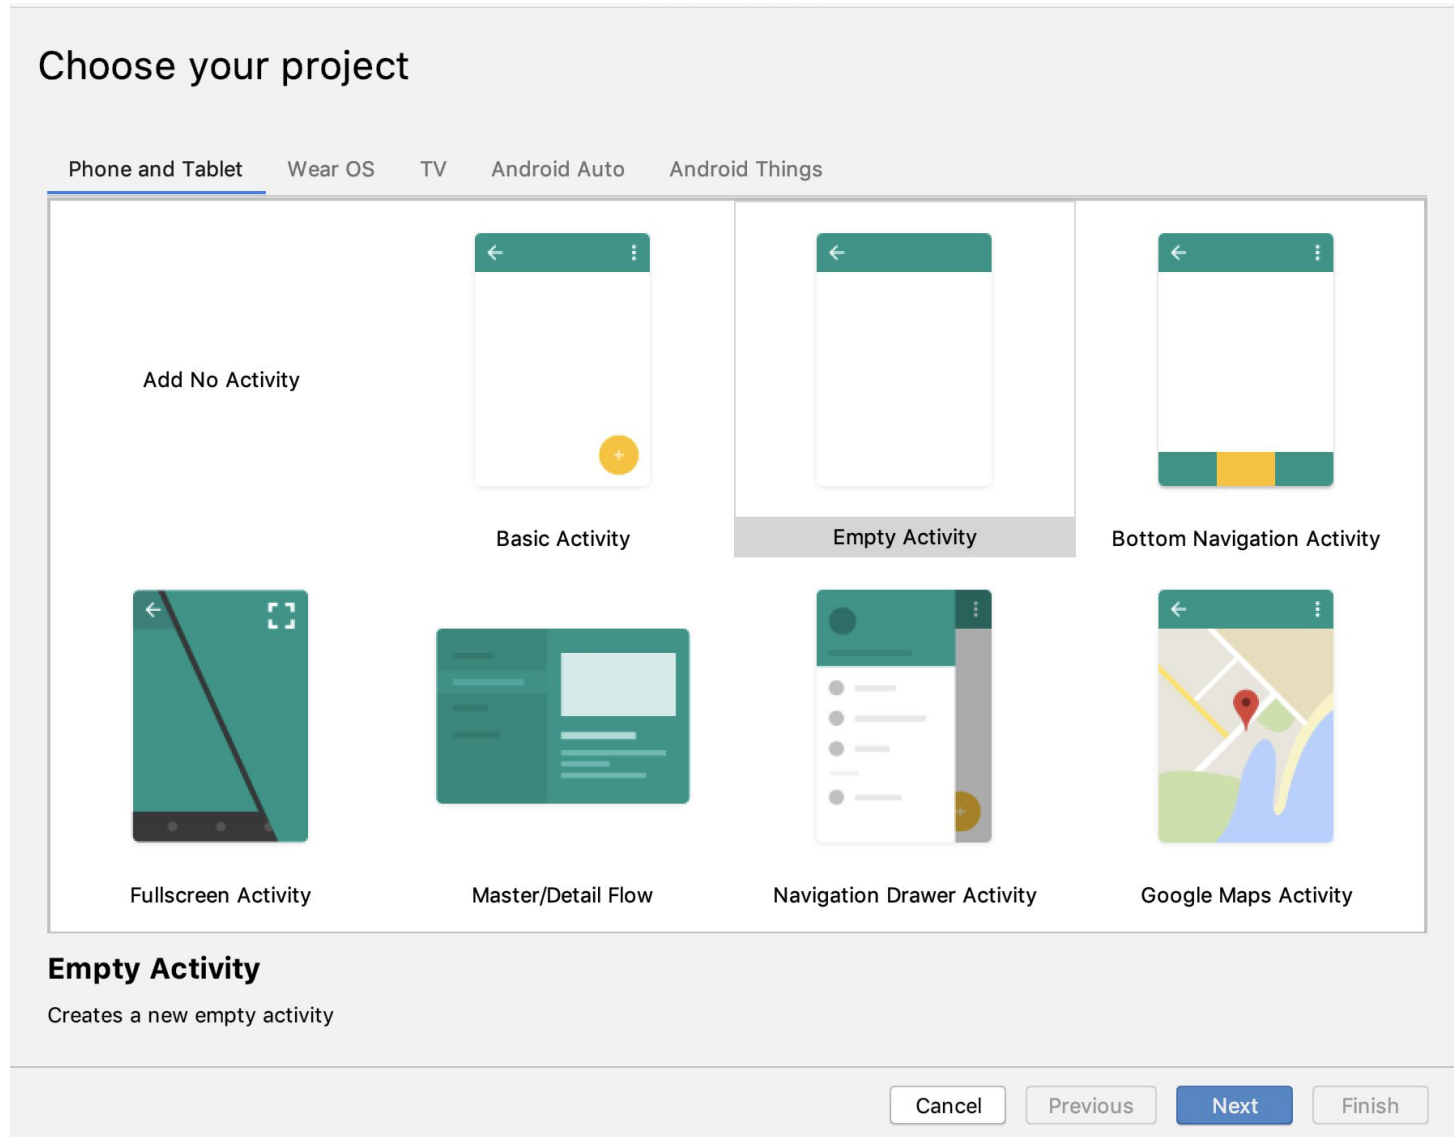 Choose your project
Phone and Tablet Wear OS TV Android Auto Android Things
Add No Activity
Basic Activity
Empty Activity
Bottom Navigation Activity
Fullscreen Activity
Master/Detail Flow
Navigation Drawer Activity
Google Maps Activity
Empty Activity
Creates a new empty activity
Cancel Previous Next Finish